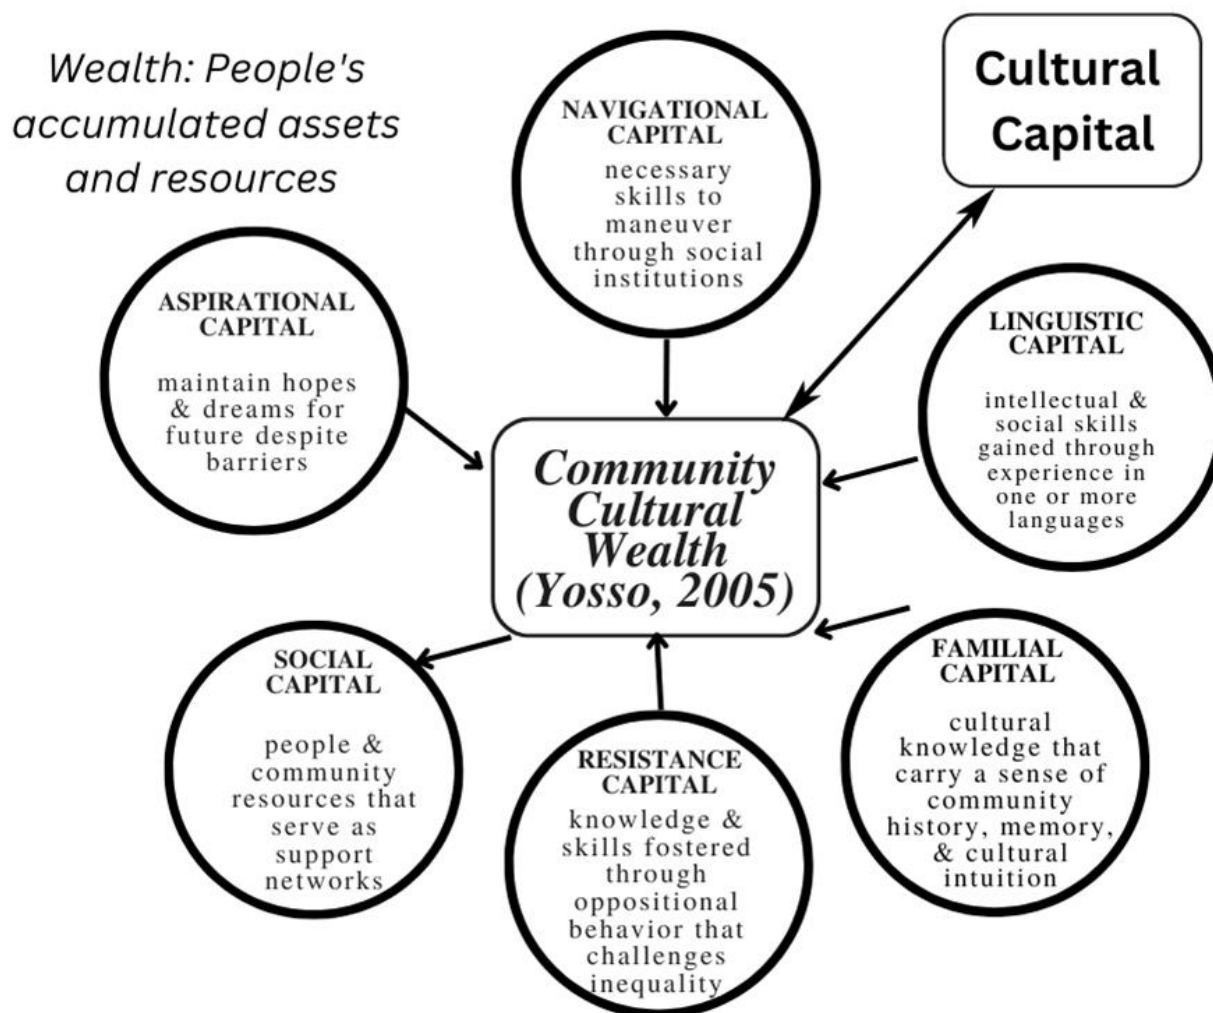 Wealth: People's
accumulated assets
and resources
Cultural
Capital
NAVIGATIONAL
CAPITAL
necessary
skills to
maneuver
through social
institutions
ASPIRATIONAL
CAPITAL
maintain hopes
& dreams for
future despite
barriers
LINGUISTIC
CAPITAL
intellectual &
social skills
gained through
experience in
one or more
languages
Community
Cultural
Wealth
(Yosso, 2005)
SOCIAL
CAPITAL
people &
community
resources that
serve as
support
networks
RESISTANCE
CAPITAL
knowledge &
skills fostered
through
oppositional
behavior that
challenges
inequality
FAMILIAL
CAPITAL
cultural
knowledge that
carry a sense of
community
history, memory,
& cultural
intuition